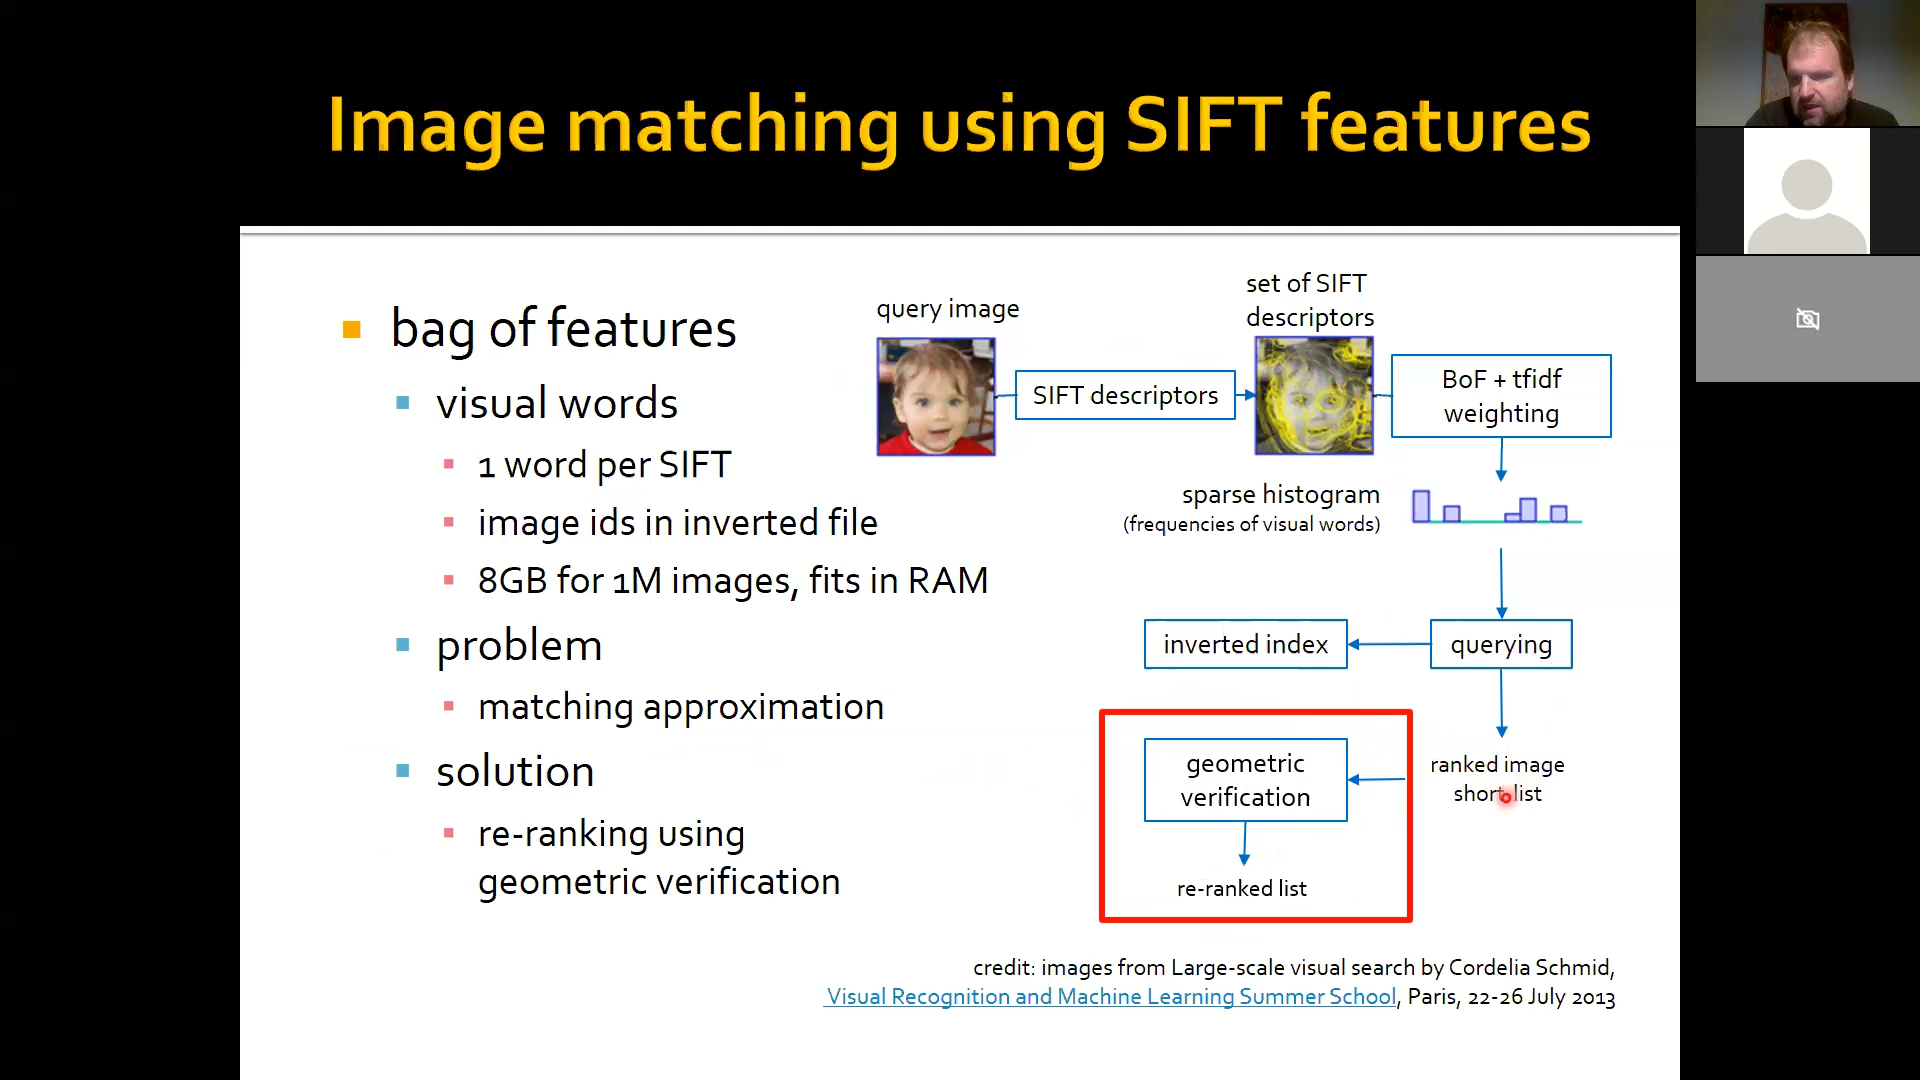 Image matching using SIFT features
bag of features
visual words
1 word per SIFT
image ids in inverted file
8GB for 1M images, fits in RAM
problem
matching approximation
solution
re-ranking using
geometric verification
query image
SIFT descriptors
set of SIFT
descriptors
BoF + tfidf
weighting
sparse histogram
(frequencies of visual words)
inverted index
querying
geometric
verification
ranked image
short list
re-ranked list
credit: images from Large-scale visual search by Cordelia Schmid,
Visual Recognition and Machine Learning Summer School, Paris, 22-26 July 2013